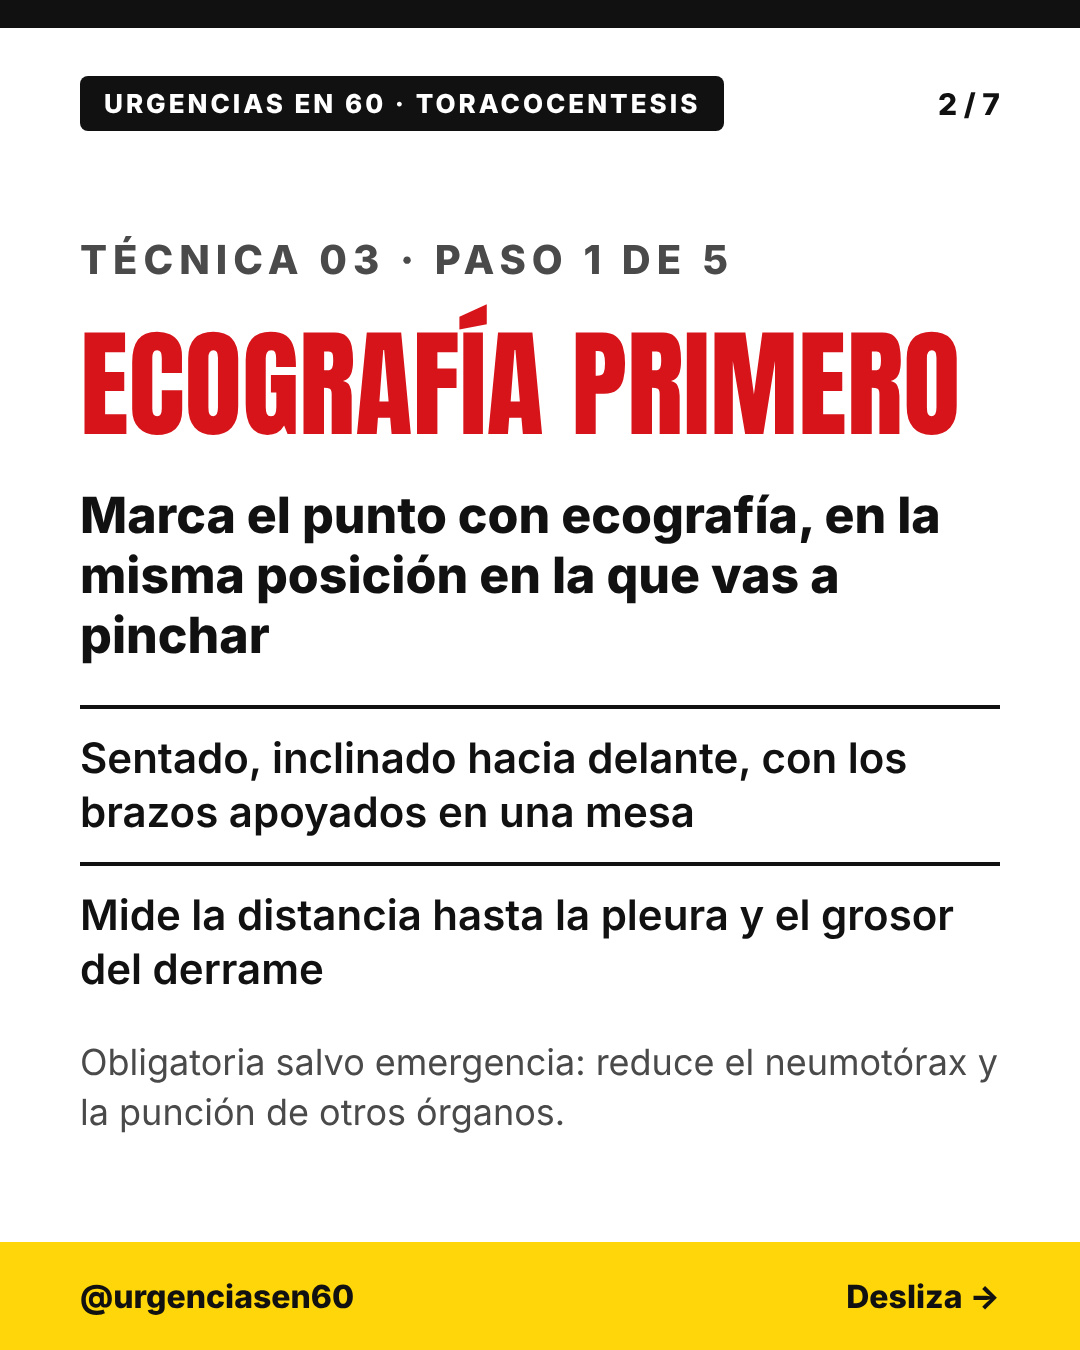 URGENCIAS EN 60 · TORACOCENTESIS
2/7
TÉCNICA 03 · PASO 1 DE 5
ECOGRAFÍA PRIMERO
Marca el punto con ecografía, en la
misma posición en la que vas a
pinchar
Sentado, inclinado hacia delante, con los
brazos apoyados en una mesa
Mide la distancia hasta la pleura y el grosor
del derrame
Obligatoria salvo emergencia: reduce el neumotórax y
la punción de otros órganos.
@urgenciasen60
Desliza →